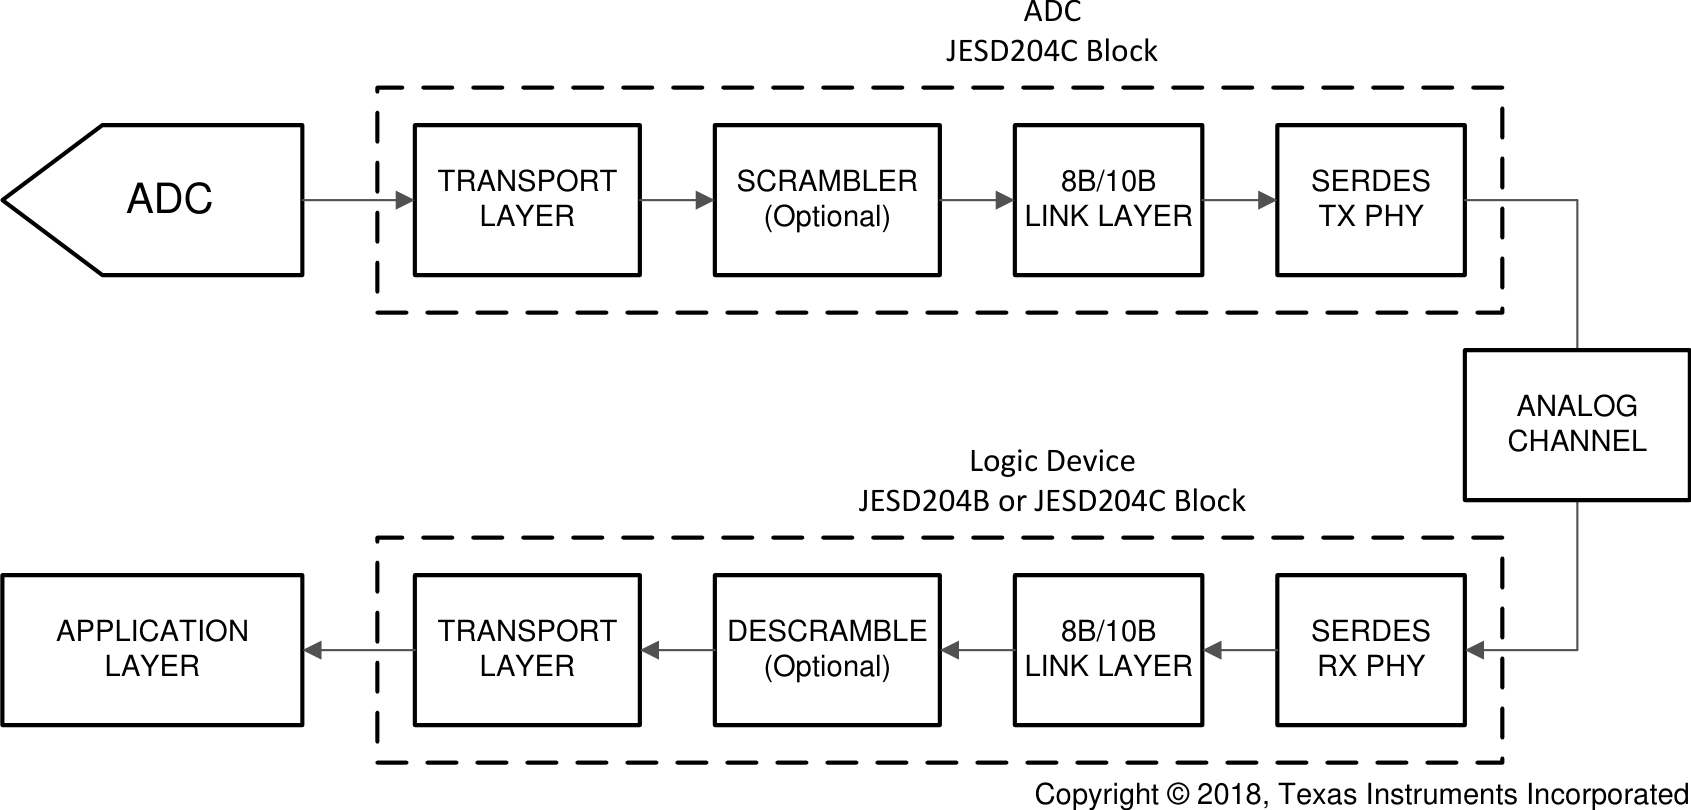 ADC
JESD204C Block
ADC
TRANSPORT
LAYER
SCRAMBLER
(Optional)
8B/10B
LINK LAYER
SERDES
TX PHY
ANALOG
CHANNEL
Logic Device
JESD204B or JESD204C Block
APPLICATION
LAYER
TRANSPORT
LAYER
DESCRAMBLE
(Optional)
8B/10B
LINK LAYER
SERDES
RX PHY
Copyright © 2018, Texas Instruments Incorporated